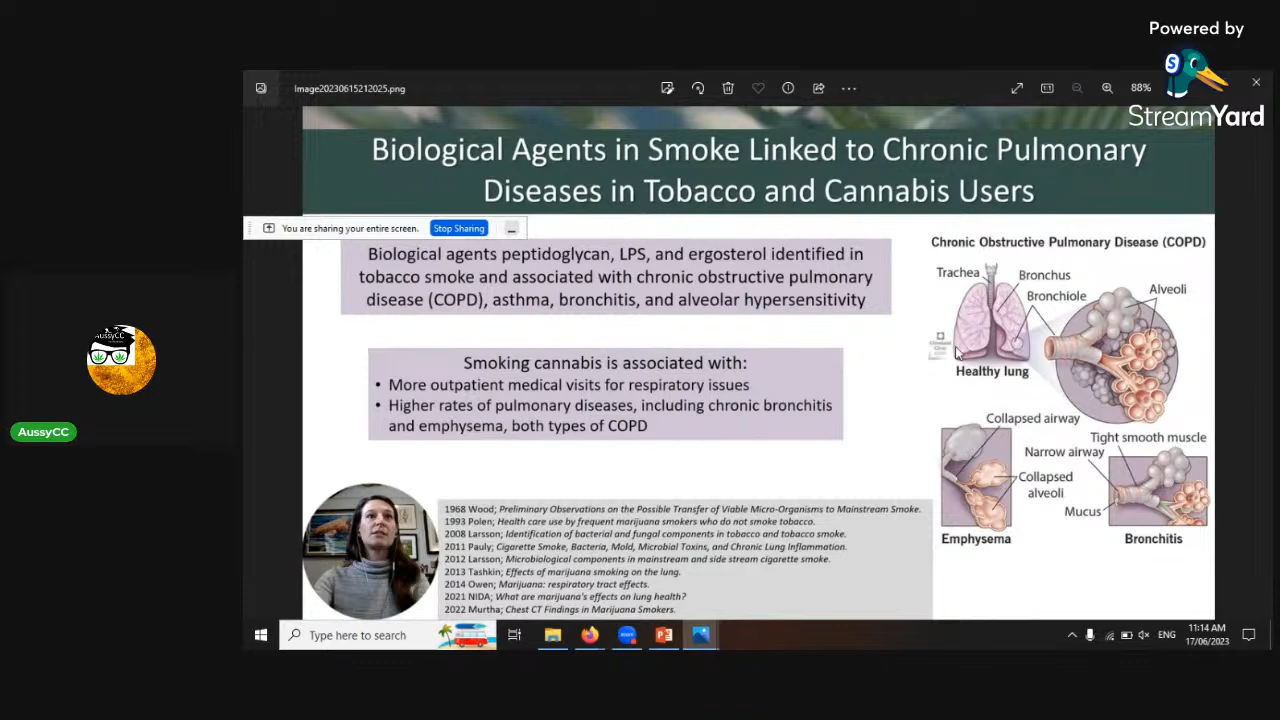 Powered by
StreamYard
Image20230615212025.png
88%
Biological Agents in Smoke Linked to Chronic Pulmonary
Diseases in Tobacco and Cannabis Users
You are sharing your entire screen.
Stop Sharing
Biological agents peptidoglycan, LPS, and ergosterol identified in
tobacco smoke and associated with chronic obstructive pulmonary
disease (COPD), asthma, bronchitis, and alveolar hypersensitivity
Smoking cannabis is associated with:
• More outpatient medical visits for respiratory issues
• Higher rates of pulmonary diseases, including chronic bronchitis
and emphysema, both types of COPD
Chronic Obstructive Pulmonary Disease (COPD)
Trachea
Bronchus
Bronchiole
Alveoli
Healthy lung
Collapsed airway
Tight smooth muscle
Narrow airway
Collapsed
alveoli
Mucus
Emphysema
Bronchitis
1968 Wood; Preliminary Observations on the Possible Transfer of Viable Micro-Organisms to Mainstream Smoke.
1993 Polen; Health care use by frequent marijuana smokers who do not smoke tobacco.
2008 Larsson; Identification of bacterial and fungal components in tobacco and tobacco smoke.
2011 Pauly; Cigarette Smoke, Bacteria, Mold, Microbial Toxins, and Chronic Lung Inflammation.
2012 Larsson; Microbiological components in mainstream and side stream cigarette smoke.
2013 Tashkin; Effects of marijuana smoking on the lung.
2014 Owen; Marijuana: respiratory tract effects.
2021 NIDA; What are marijuana's effects on lung health?
2022 Murtha; Chest CT Findings in Marijuana Smokers.
AussyCC
AussyCC
Type here to search
zoom
ENG
11:14 AM
17/06/2023